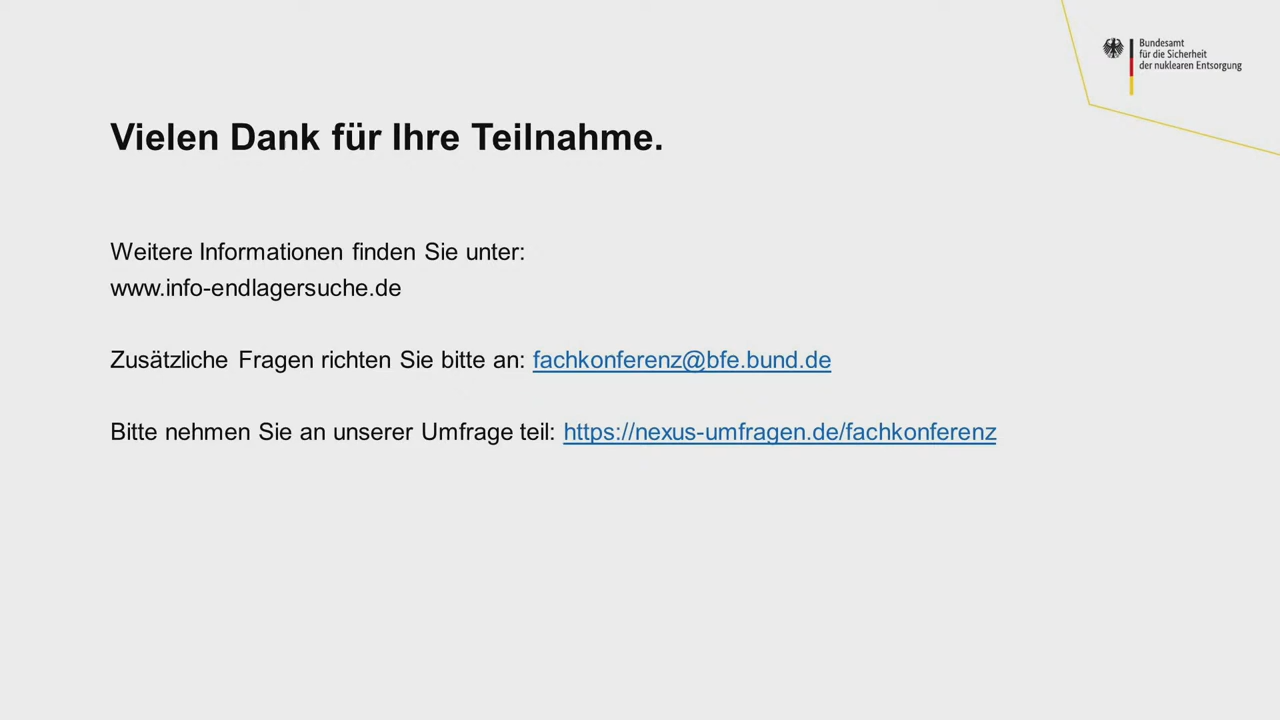 Bundesamt
für die Sicherheit
der nuklearen Entsorgung
Vielen Dank für Ihre Teilnahme.
Weitere Informationen finden Sie unter:
www.info-endlagersuche.de
Zusätzliche Fragen richten Sie bitte an: fachkonferenz@bfe.bund.de
Bitte nehmen Sie an unserer Umfrage teil: https://nexus-umfragen.de/fachkonferenz